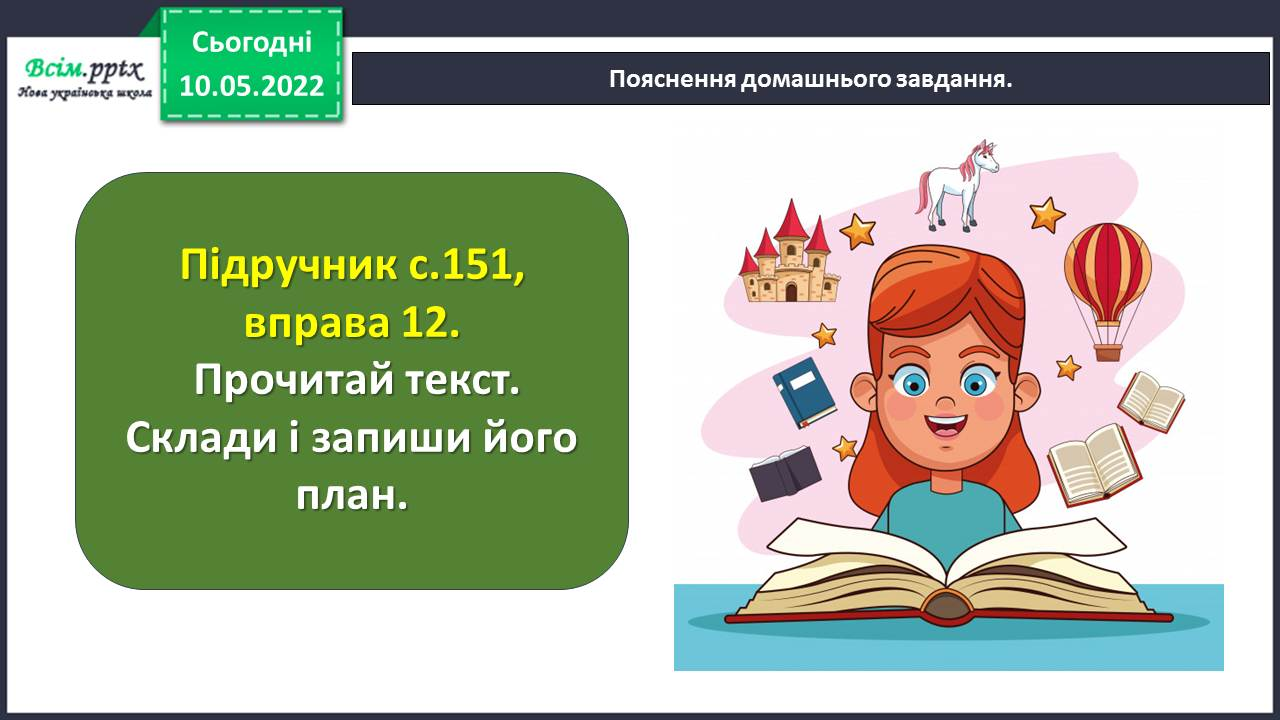 Всім.pptx
Нова українська школа
Сьогодні
10.05.2022
Пояснення домашнього завдання.
Підручник с.151,
вправа 12.
Прочитай текст.
Склади і запиши його
план.